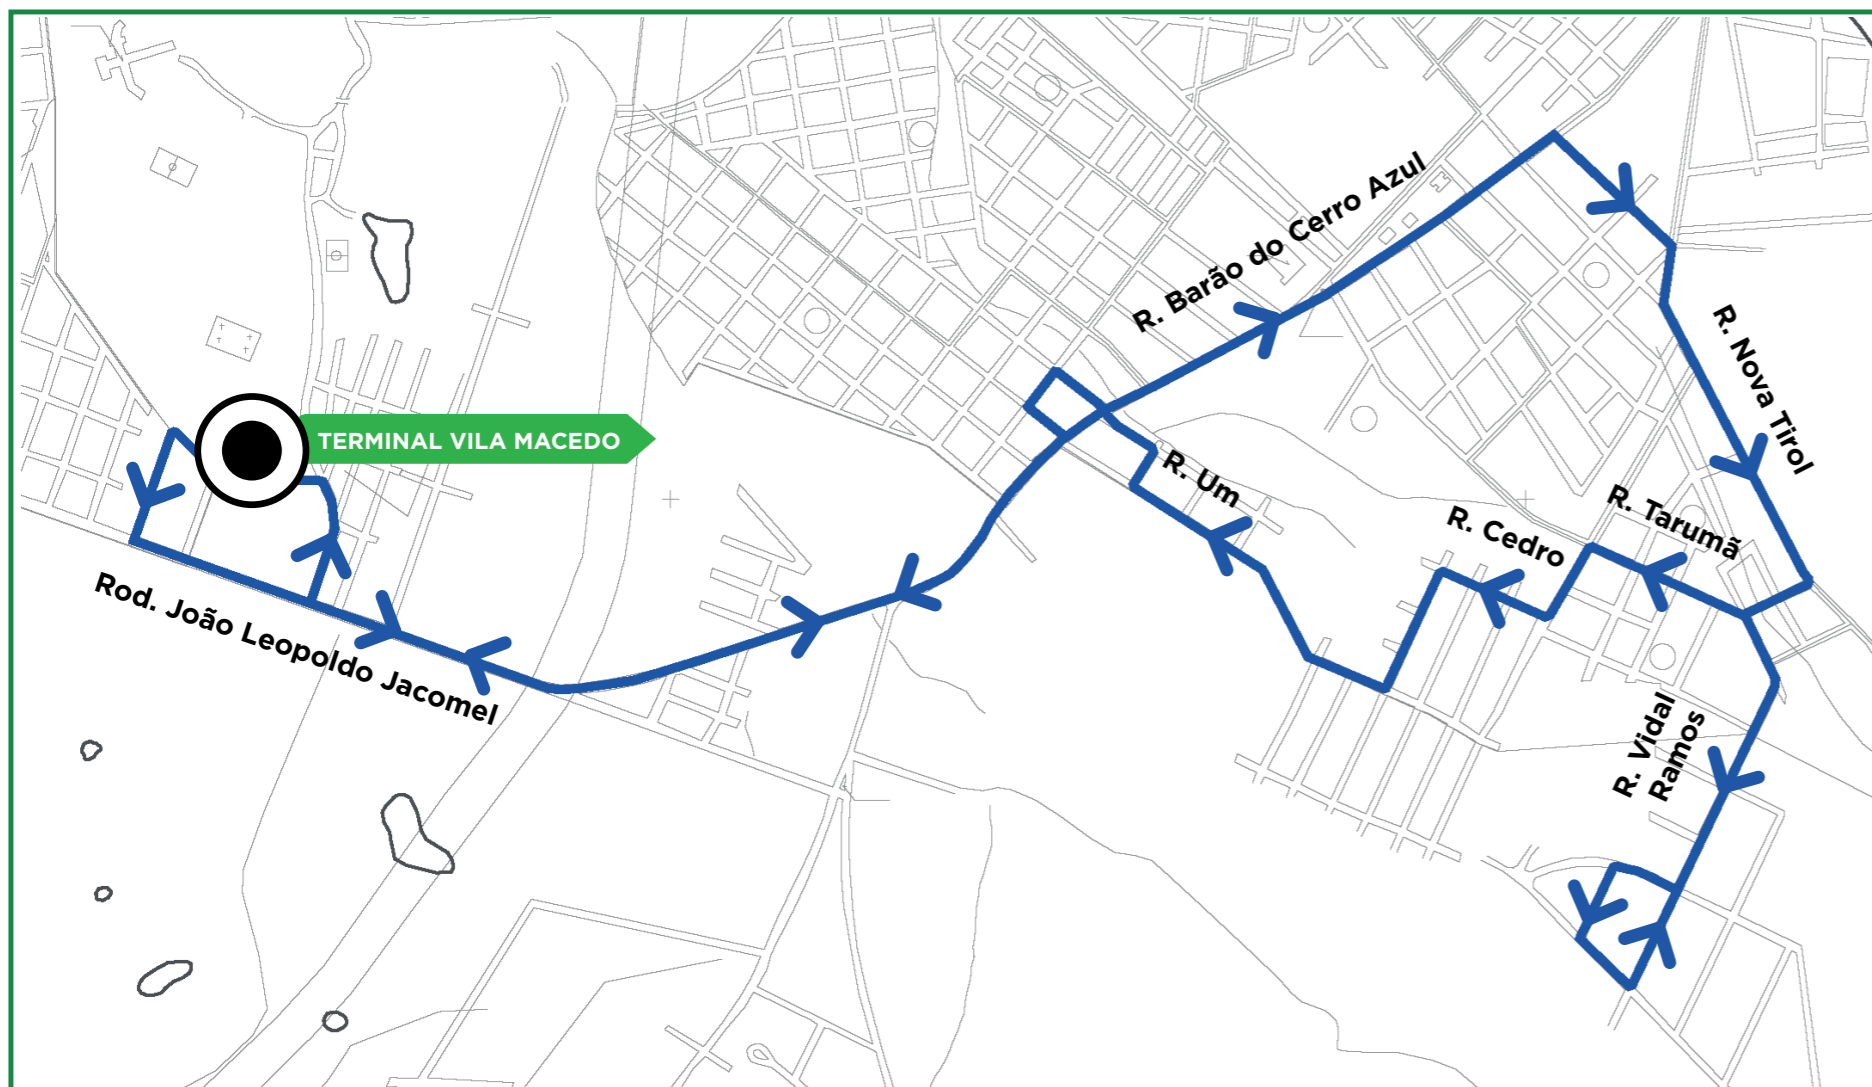 R. Barão do Cerro Azul
R. Nova Tirol
TERMINAL VILA MACEDO
R. Um
R. Tarumã
R. Cedro
Rod. João Leopoldo Jacomel
R. Vidal
Ramos